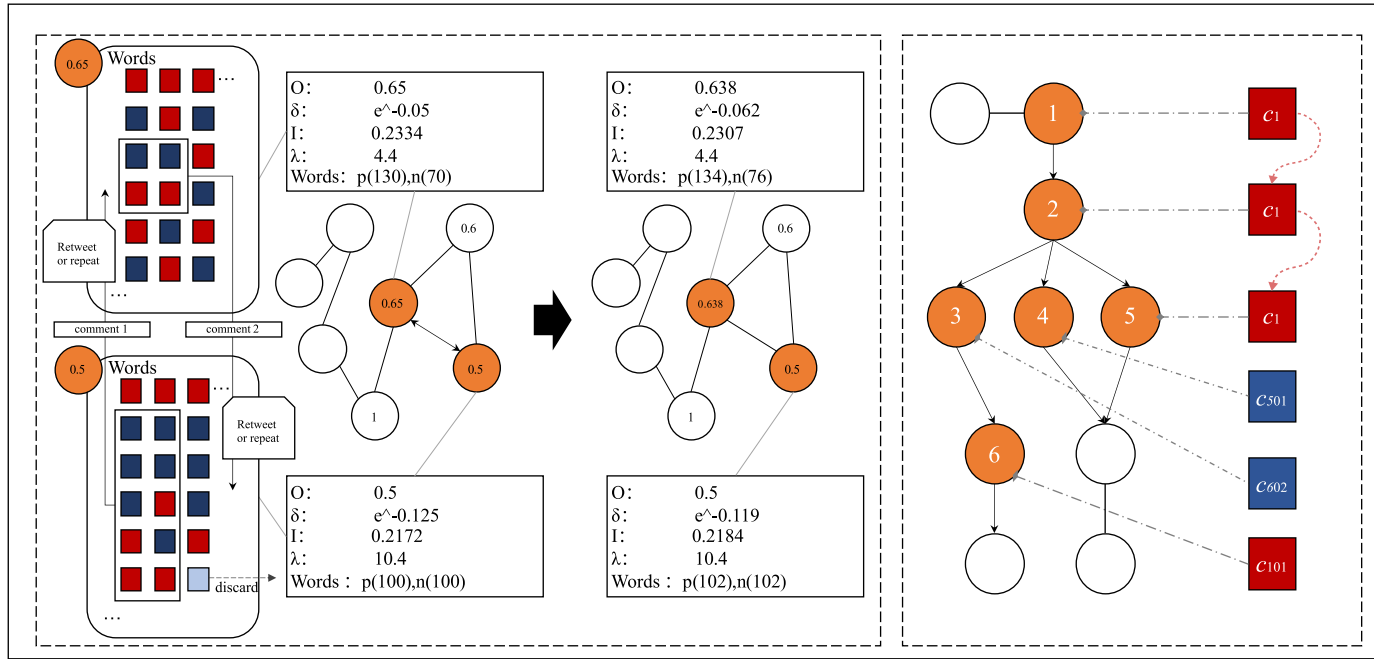 0.65
Words
...
Retweet
or repeat
...
comment 1
comment 2
0.5
Words
...
Retweet
or repeat
discard
...
O: 0.65
δ: e^-0.05
I: 0.2334
λ: 4.4
Words: p(130),n(70)
0.6
0.65
0.5
1
O: 0.5
δ: e^-0.125
I: 0.2172
λ: 10.4
Words : p(100),n(100)
O: 0.638
δ: e^-0.062
I: 0.2307
λ: 4.4
Words: p(134),n(76)
0.6
0.638
0.5
1
O: 0.5
δ: e^-0.119
I: 0.2184
λ: 10.4
Words : p(102),n(102)
1
c1
2
c1
3
4
5
c1
c501
6
c602
c101